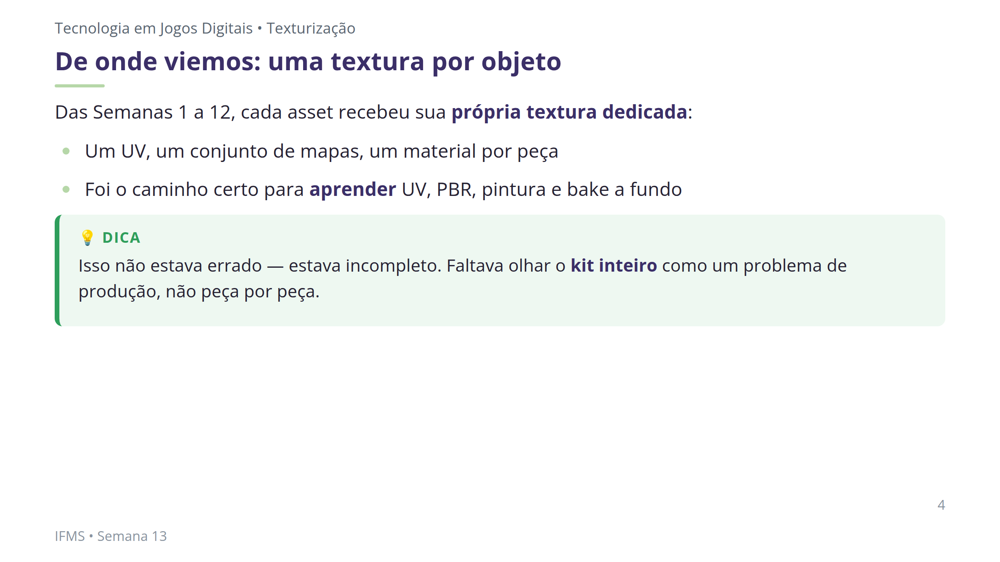 Tecnologia em Jogos Digitais • Texturização
De onde viemos: uma textura por objeto
Das Semanas 1 a 12, cada asset recebeu sua própria textura dedicada:
Um UV, um conjunto de mapas, um material por peça
Foi o caminho certo para aprender UV, PBR, pintura e bake a fundo
💡 DICA
Isso não estava errado — estava incompleto. Faltava olhar o kit inteiro como um problema de
produção, não peça por peça.
4
IFMS • Semana 13